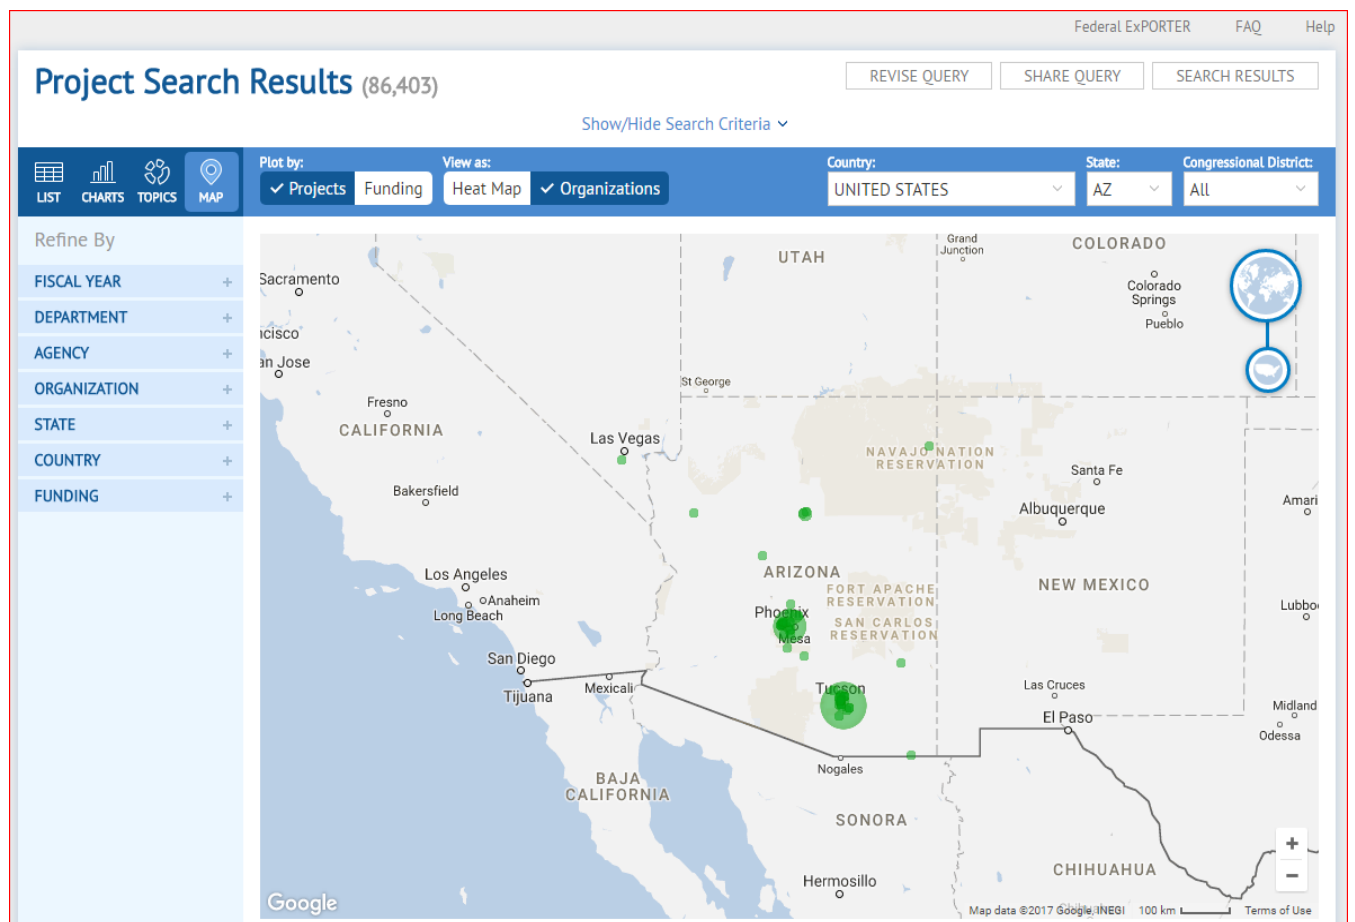 Federal ExPORTER FAQ Help
Project Search Results (86,403)
REVISE QUERY SHARE QUERY SEARCH RESULTS
Show/Hide Search Criteria
LIST CHARTS TOPICS MAP
Plot by:
Projects Funding
View as:
Heat Map Organizations
Country:
UNITED STATES
State:
AZ
Congressional District:
All
Refine By
FISCAL YEAR +
DEPARTMENT +
AGENCY +
ORGANIZATION +
STATE +
COUNTRY +
FUNDING +
UTAH
Grand
Junction
COLORADO
Sacramento
Colorado
Springs
Pueblo
ncisco
an Jose
St George
Fresno
CALIFORNIA
Las Vegas
NAVAJO NATION
RESERVATION
Santa Fe
Bakersfield
Albuquerque
Amari
Los Angeles
ARIZONA
NEW MEXICO
Anaheim
Long Beach
FORT APACHE
RESERVATION
Phoenix
Mesa
SAN CARLOS
RESERVATION
Lubbo
San Diego
Tijuana
Mexicali
Tucson
Las Cruces
El Paso
Midland
Odessa
Nogales
BAJA
CALIFORNIA
SONORA
CHIHUAHUA
Hermosillo
+
−
Google
Map data ©2017 Google, INEGI 100 km Terms of Use